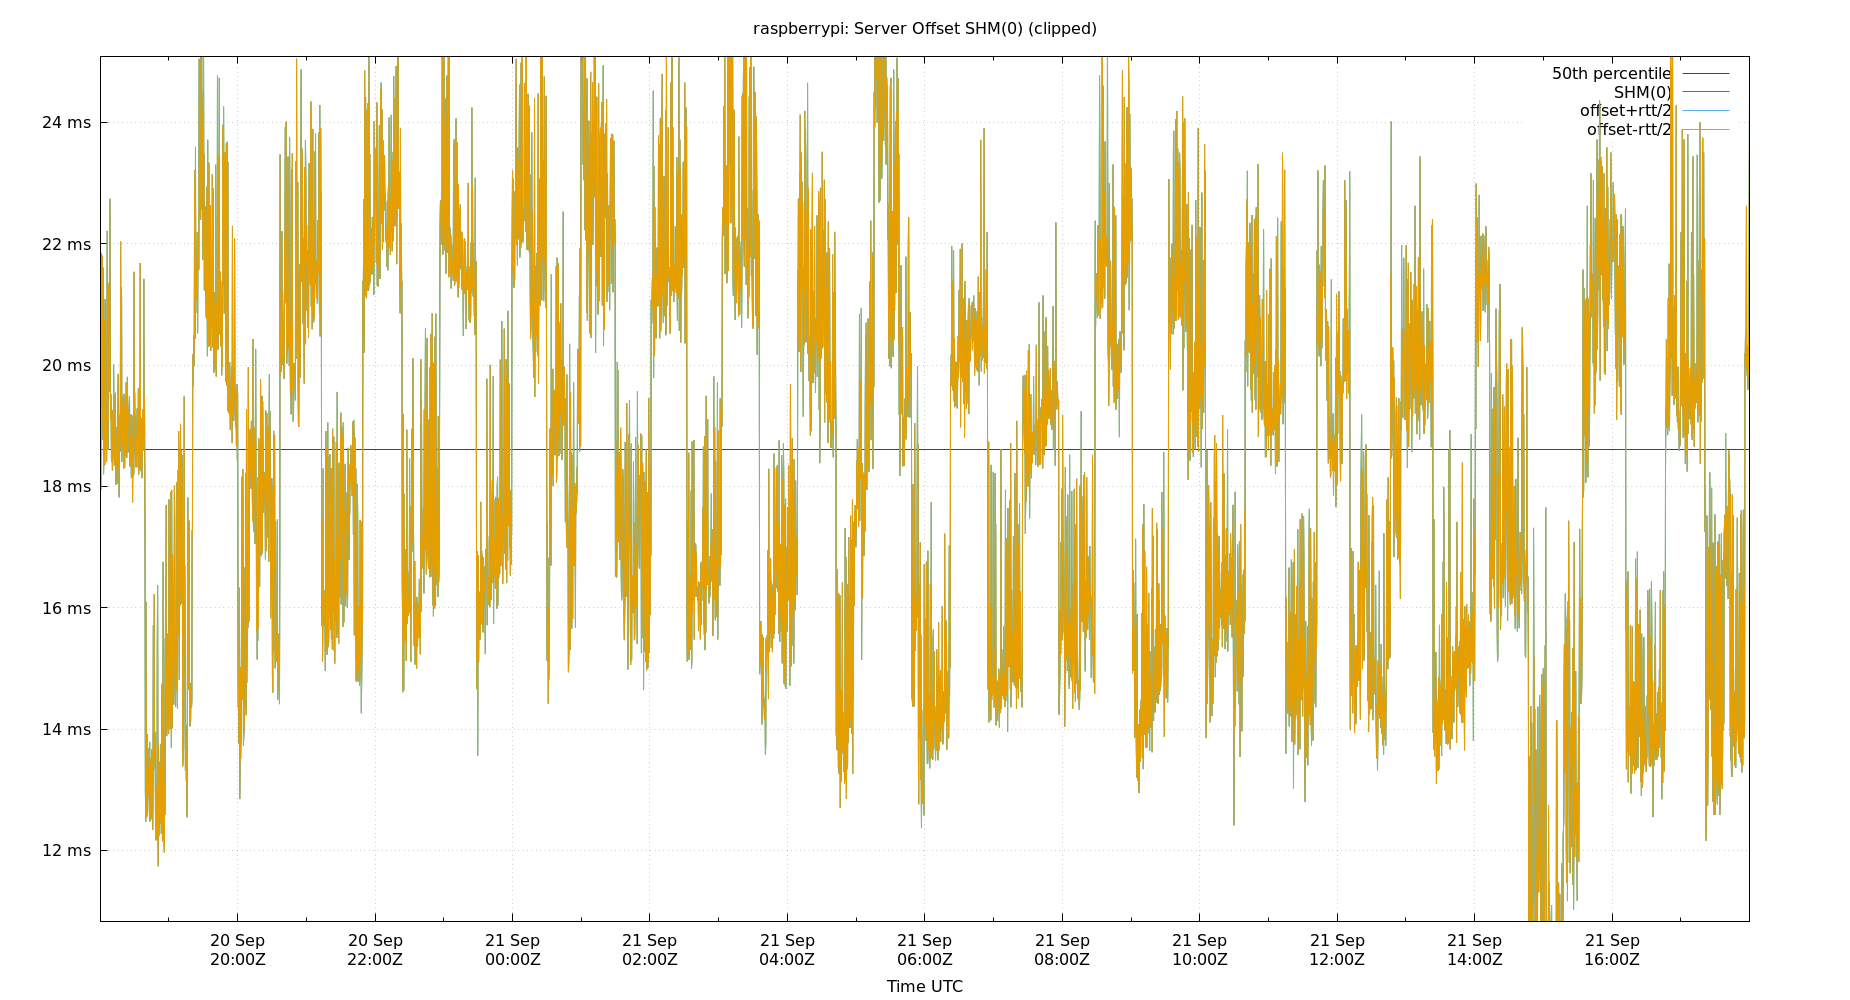 raspberrypi: Server Offset SHM(0) (clipped)
50th percentile
SHM(0)
offset+rtt/2
offset-rtt/2
24 ms
22 ms
20 ms
18 ms
16 ms
14 ms
12 ms
20 Sep 20 Sep 21 Sep 21 Sep 21 Sep 21 Sep 21 Sep 21 Sep 21 Sep 21 Sep 21 Sep
20:00Z 22:00Z 00:00Z 02:00Z 04:00Z 06:00Z 08:00Z 10:00Z 12:00Z 14:00Z 16:00Z
Time UTC